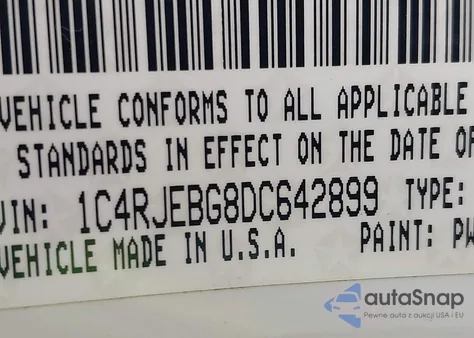 VEHICLE CONFORMS TO ALL APPLICABLE
STANDARDS IN EFFECT ON THE DATE OF
VIN: 1C4RJEBG8DC642899 TYPE:
VEHICLE MADE IN U.S.A. PAINT: PW
autaSnap
Pewne auta z aukcji USA i EU